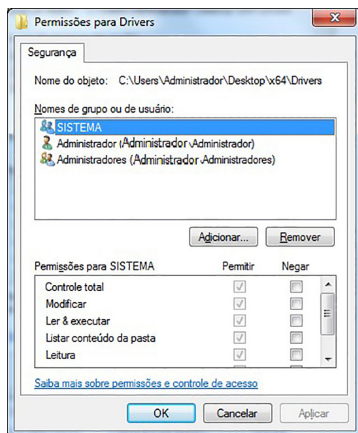 Permissões para Drivers
Segurança
Nome do objeto: C:\Users\Administrador\Desktop\x64\Drivers
Nomes de grupo ou de usuário:
SISTEMA
Administrador (Administrador\Administrador)
Administradores (Administrador\Administradores)
Adicionar... Remover
Permissões para SISTEMA Permitir Negar
Controle total
Modificar
Ler & executar
Listar conteúdo da pasta
Leitura
Saiba mais sobre permissões e controle de acesso
OK Cancelar Aplicar